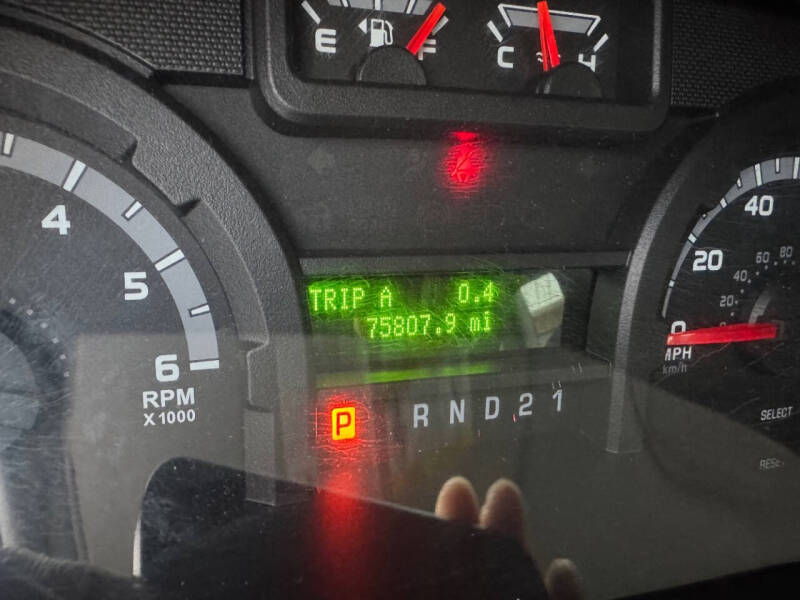 E F
C H
4
5
6
RPM
X1000
TRIP A 0.4
75807.9 mi
P R N D 2 1
40
20
0
60
40
20
0
MPH
km/h
SELECT
RESET